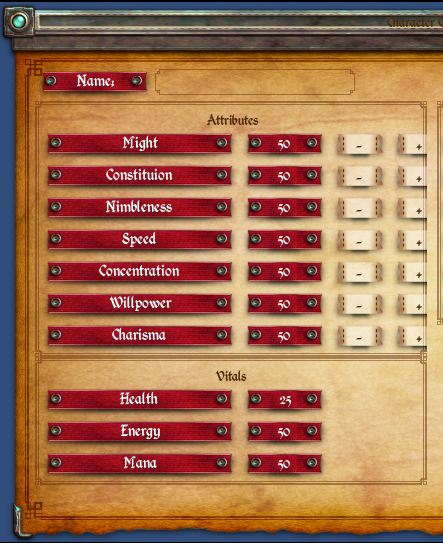 Character
Name:
Attributes
Might 50 - +
Constituion 50 - +
Nimbleness 50 - +
Speed 50 - +
Concentration 50 - +
Willpower 50 - +
Charisma 50 - +
Vitals
Health 25
Energy 50
Mana 50